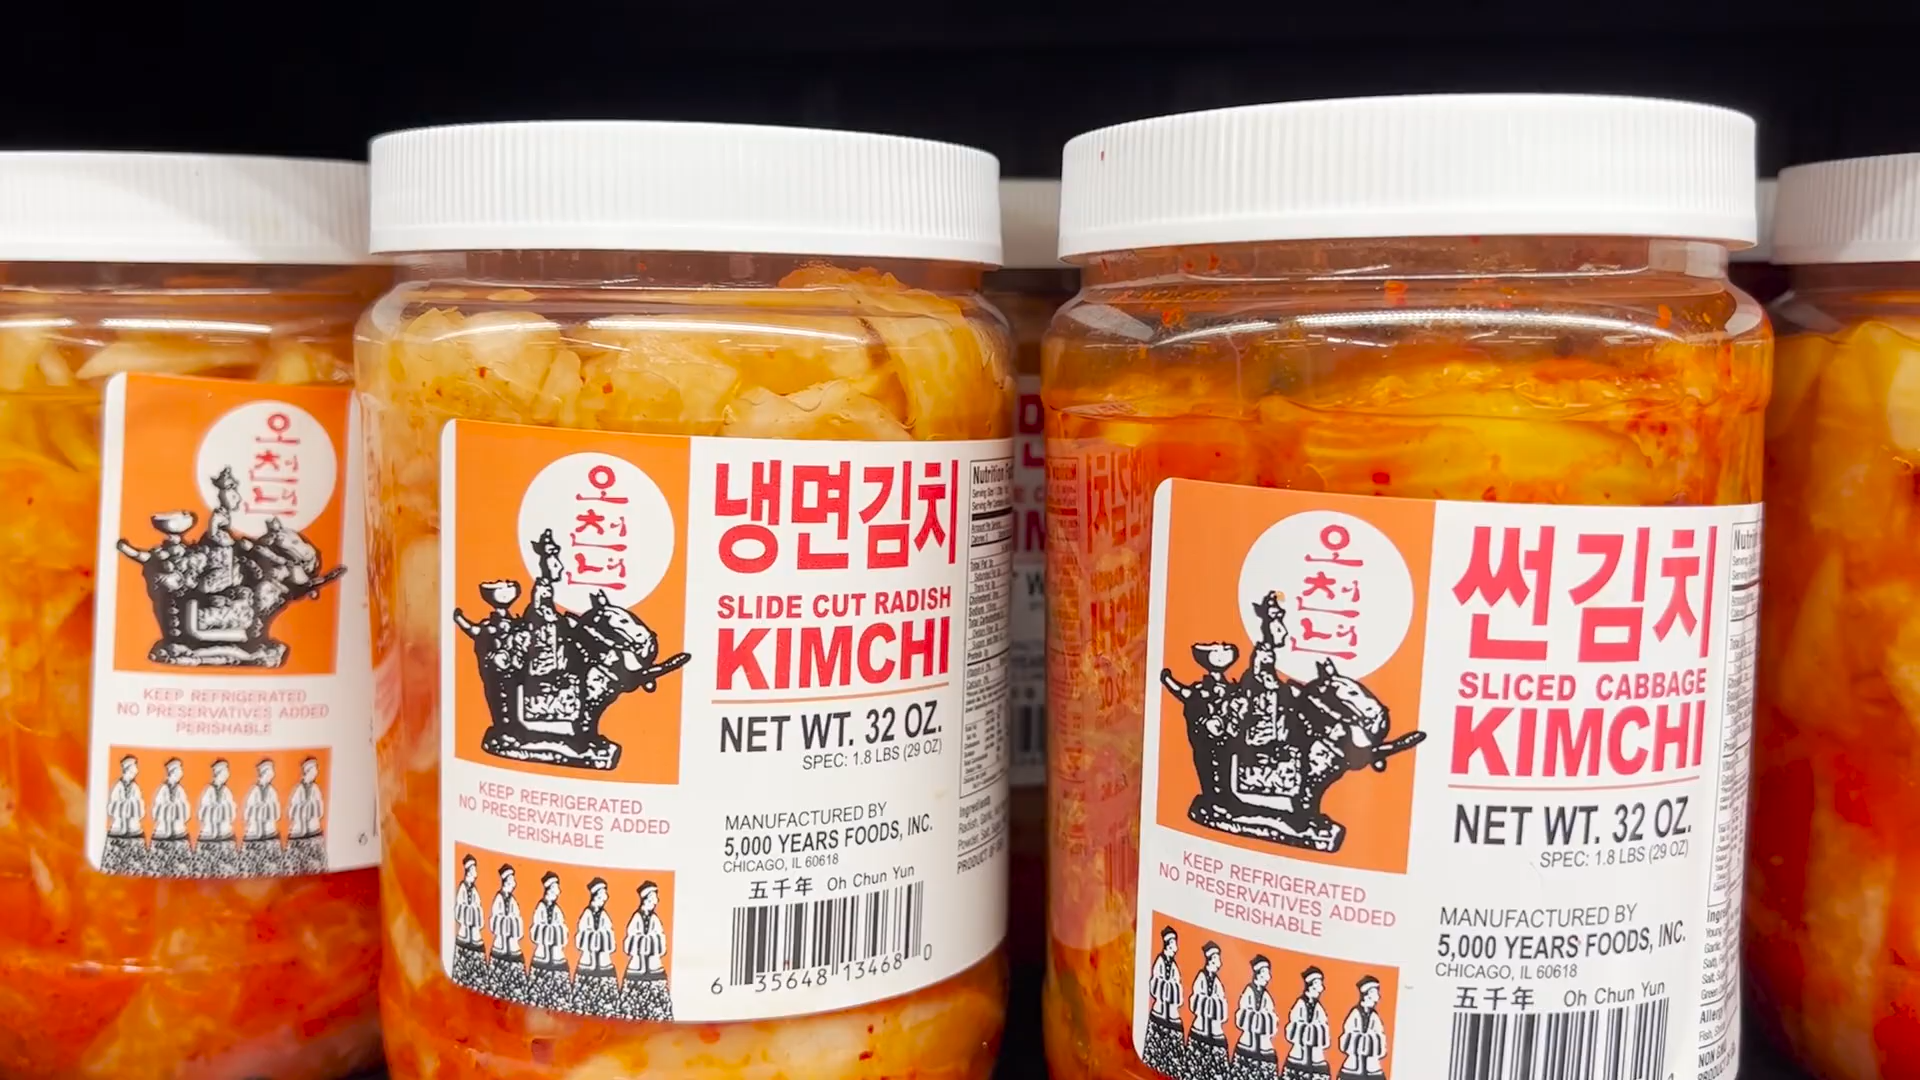 오
천
년
KEEP REFRIGERATED
NO PRESERVATIVES ADDED
PERISHABLE
오
천
년
냉면김치
SLIDE CUT RADISH
KIMCHI
NET WT. 32 OZ.
SPEC: 1.8 LBS (29 OZ)
KEEP REFRIGERATED
NO PRESERVATIVES ADDED
PERISHABLE
MANUFACTURED BY
5,000 YEARS FOODS, INC.
CHICAGO, IL 60618
五千年 Oh Chun Yun
6 35648 13468 0
Nutrition
Ingredients
오
천
년
썬김치
SLICED CABBAGE
KIMCHI
NET WT. 32 OZ.
SPEC: 1.8 LBS (29 OZ)
KEEP REFRIGERATED
NO PRESERVATIVES ADDED
PERISHABLE
MANUFACTURED BY
5,000 YEARS FOODS, INC.
CHICAGO, IL 60618
五千年 Oh Chun Yun